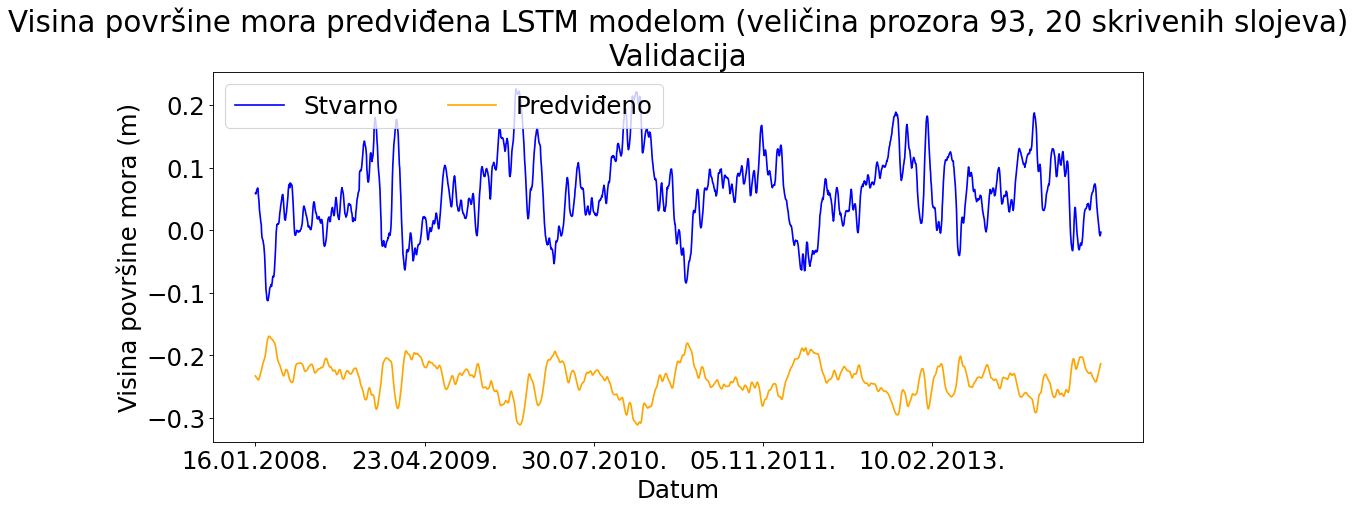 Visina površine mora predviđena LSTM modelom (veličina prozora 93, 20 skrivenih slojeva)
Validacija
Stvarno Predviđeno
Visina površine mora (m)
0.2
0.1
0.0
−0.1
−0.2
−0.3
16.01.2008. 23.04.2009. 30.07.2010. 05.11.2011. 10.02.2013.
Datum